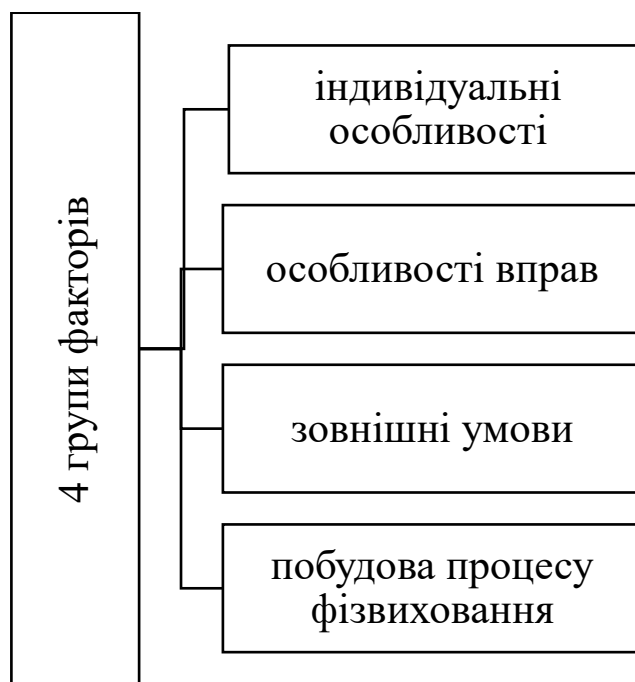 4 групи факторів
індивідуальні
особливості
особливості вправ
зовнішні умови
побудова процесу
фізвиховання